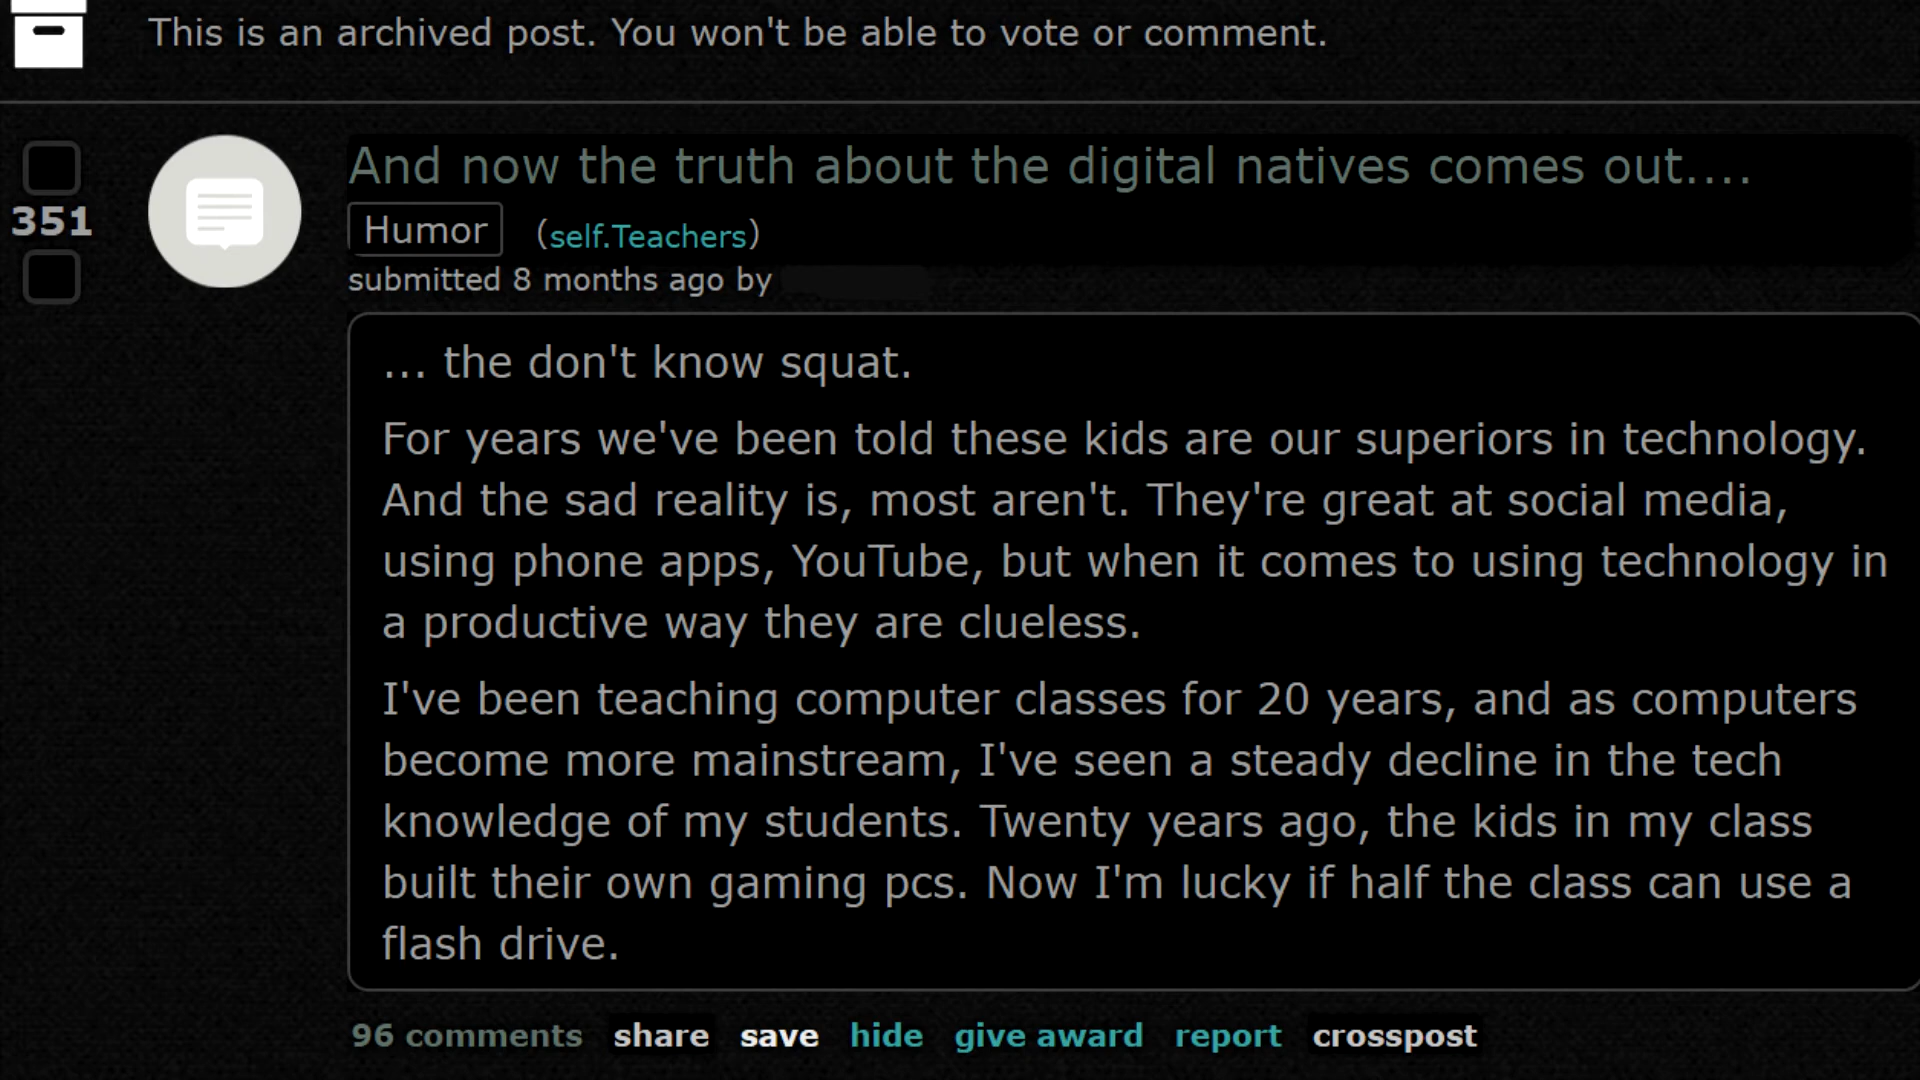 This is an archived post. You won't be able to vote or comment.
351
And now the truth about the digital natives comes out....
Humor (self.Teachers)
submitted 8 months ago by
... the don't know squat.
For years we've been told these kids are our superiors in technology.
And the sad reality is, most aren't. They're great at social media,
using phone apps, YouTube, but when it comes to using technology in
a productive way they are clueless.
I've been teaching computer classes for 20 years, and as computers
become more mainstream, I've seen a steady decline in the tech
knowledge of my students. Twenty years ago, the kids in my class
built their own gaming pcs. Now I'm lucky if half the class can use a
flash drive.
96 comments share save hide give award report crosspost